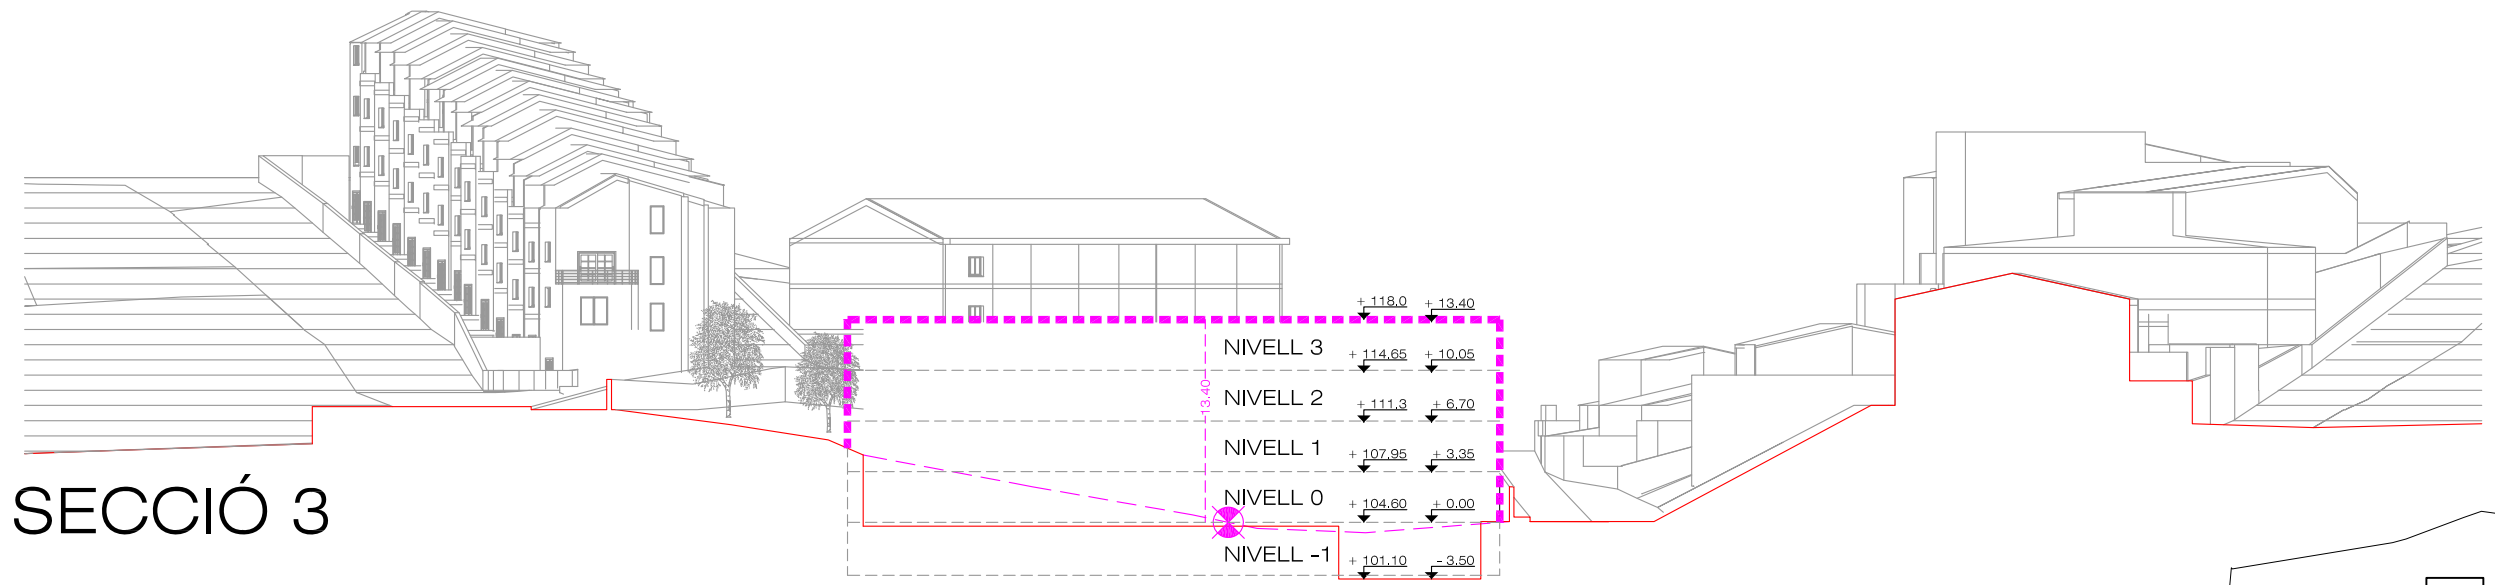 + 118.0 + 13.40
NIVELL 3
+ 114.65 + 10.05
13.40
NIVELL 2
+ 111.3 + 6.70
NIVELL 1
+ 107.95 + 3.35
NIVELL 0
+ 104.60 + 0.00
NIVELL -1
+ 101.10 - 3.50
SECCIÓ 3